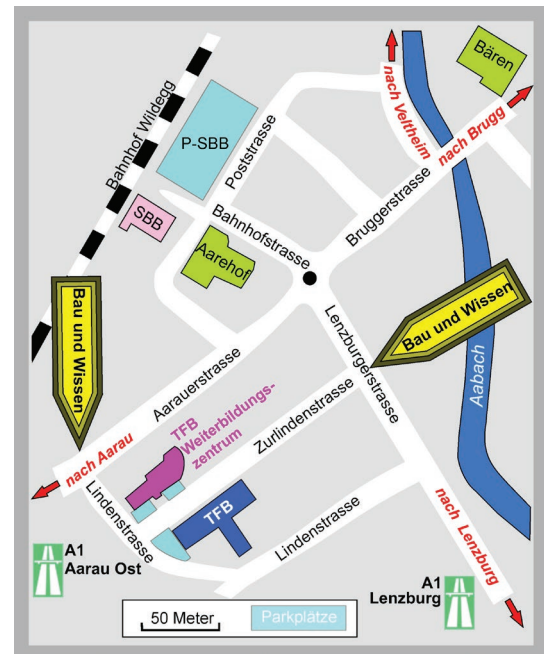 Bären
nach Veltheim
nach Brugg
Bahnhof Wildegg
P-SBB
Poststrasse
Bruggerstrasse
SBB
Bahnhofstrasse
Aarehof
Bau und Wissen
Bau und Wissen
Aabach
Lenzburgerstrasse
Aarauerstrasse
TFB
Weiterbildungs-
zentrum
Zurlindenstrasse
nach Aarau
Lindenstrasse
TFB
Lindenstrasse
nach Lenzburg
A1
Aarau Ost
A1
Lenzburg
50 Meter
Parkplätze